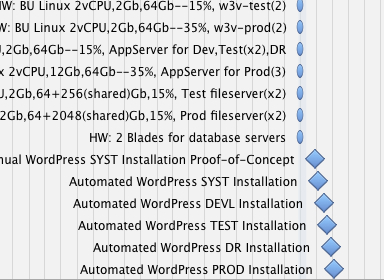 HW: BU Linux 2vCPU,2Gb,64Gb--15%, w3v-test(2)
W: BU Linux 2vCPU,2Gb,64Gb--35%, w3v-prod(2)
U,2Gb,64Gb--15%, AppServer for Dev,Test(x2),DR
x 2vCPU,12Gb,64Gb--35%, AppServer for Prod(3)
U,2Gb,64+256(shared)Gb,15%, Test fileserver(x2)
2Gb,64+2048(shared)Gb,15%, Prod fileserver(x2)
HW: 2 Blades for database servers
nual WordPress SYST Installation Proof-of-Concept
Automated WordPress SYST Installation
Automated WordPress DEVL Installation
Automated WordPress TEST Installation
Automated WordPress DR Installation
Automated WordPress PROD Installation